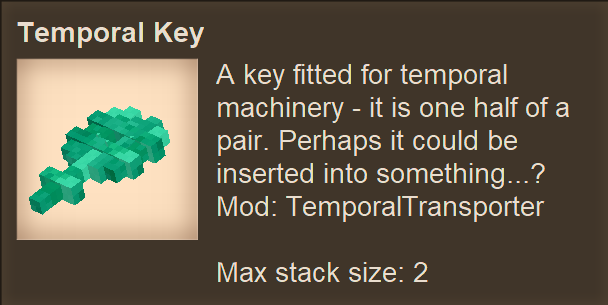 Temporal Key
A key fitted for temporal
machinery - it is one half of a
pair. Perhaps it could be
inserted into something...?
Mod: TemporalTransporter
Max stack size: 2